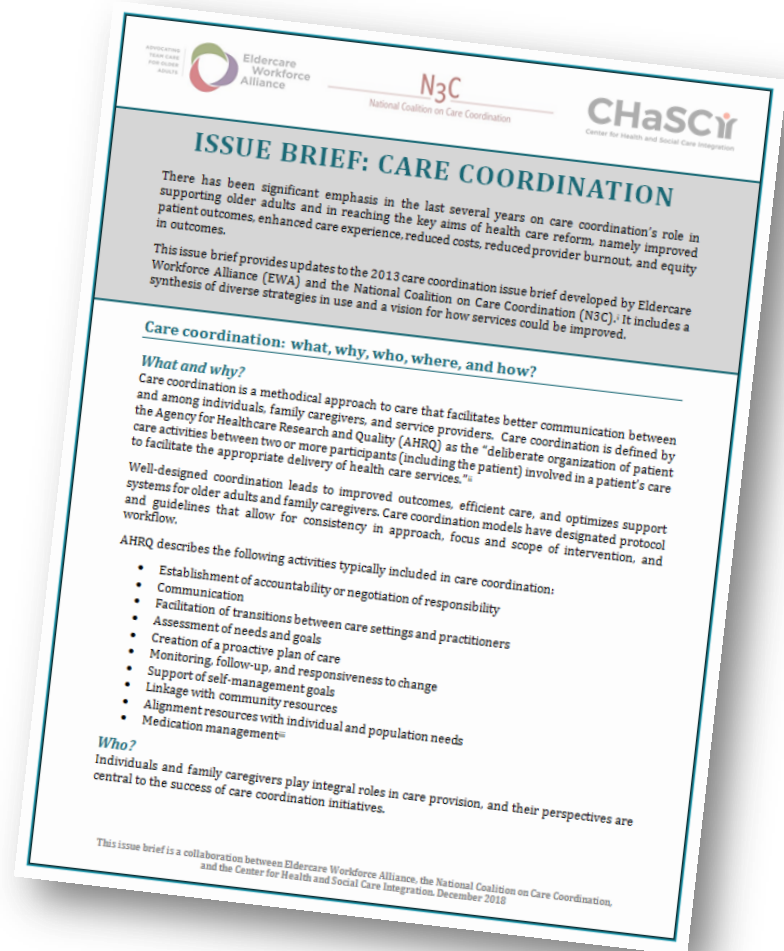 ADVOCATING
TEAM CARE
FOR OLDER
ADULTS
Eldercare
Workforce
Alliance
N3C
National Coalition on Care Coordination
CHaSCI
Center for Health and Social Care Integration
ISSUE BRIEF: CARE COORDINATION
There has been significant emphasis in the last several years on care coordination's role in
supporting older adults and in reaching the key aims of health care reform, namely improved
patient outcomes, enhanced care experience, reduced costs, reduced provider burnout, and equity
in outcomes.
This issue brief provides updates to the 2013 care coordination issue brief developed by Eldercare
Workforce Alliance (EWA) and the National Coalition on Care Coordination (N3C).i It includes a
synthesis of diverse strategies in use and a vision for how services could be improved.
Care coordination: what, why, who, where, and how?
What and why?
Care coordination is a methodical approach to care that facilitates better communication between
and among individuals, family caregivers, and service providers. Care coordination is defined by
the Agency for Healthcare Research and Quality (AHRQ) as the "deliberate organization of patient
care activities between two or more participants (including the patient) involved in a patient's care
to facilitate the appropriate delivery of health care services."ii
Well-designed coordination leads to improved outcomes, efficient care, and optimizes support
systems for older adults and family caregivers. Care coordination models have designated protocol
and guidelines that allow for consistency in approach, focus and scope of intervention, and
workflow.
AHRQ describes the following activities typically included in care coordination:
• Establishment of accountability or negotiation of responsibility
• Communication
• Facilitation of transitions between care settings and practitioners
• Assessment of needs and goals
• Creation of a proactive plan of care
• Monitoring, follow-up, and responsiveness to change
• Support of self-management goals
• Linkage with community resources
• Alignment resources with individual and population needs
• Medication managementiii
Who?
Individuals and family caregivers play integral roles in care provision, and their perspectives are
central to the success of care coordination initiatives.
This issue brief is a collaboration between Eldercare Workforce Alliance, the National Coalition on Care Coordination,
and the Center for Health and Social Care Integration. December 2018